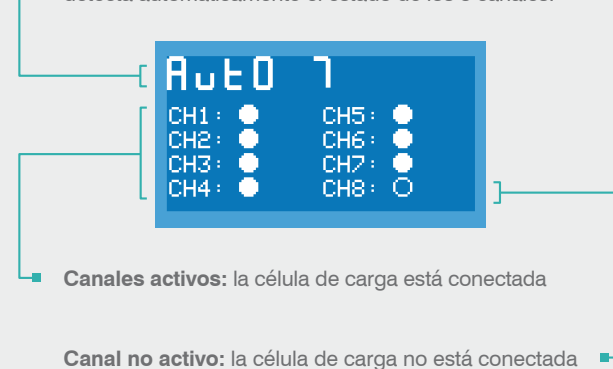 detecta automáticamente el estado de los 8 canales.
AutO 7
CH1: CH5:
CH2: CH6:
CH3: CH7:
CH4: CH8:
Canales activos: la célula de carga está conectada
Canal no activo: la célula de carga no está conectada